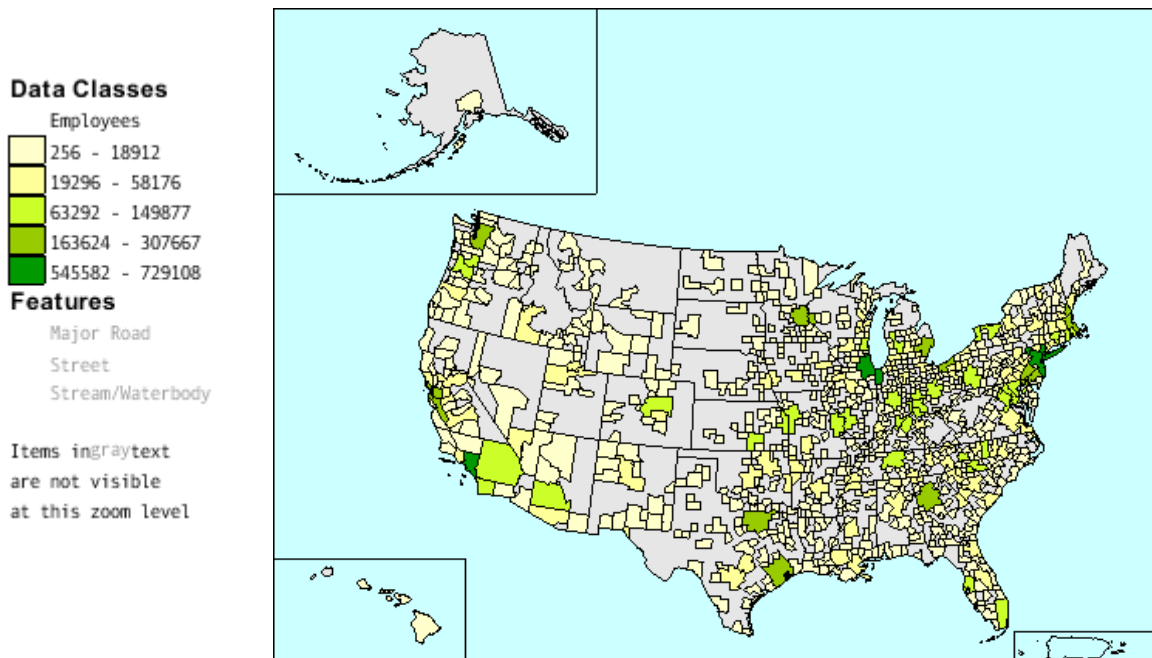 Data Classes
Employees
256 - 18912
19296 - 58176
63292 - 149877
163624 - 307667
545582 - 729108
Features
Major Road
Street
Stream/Waterbody
Items in gray text
are not visible
at this zoom level